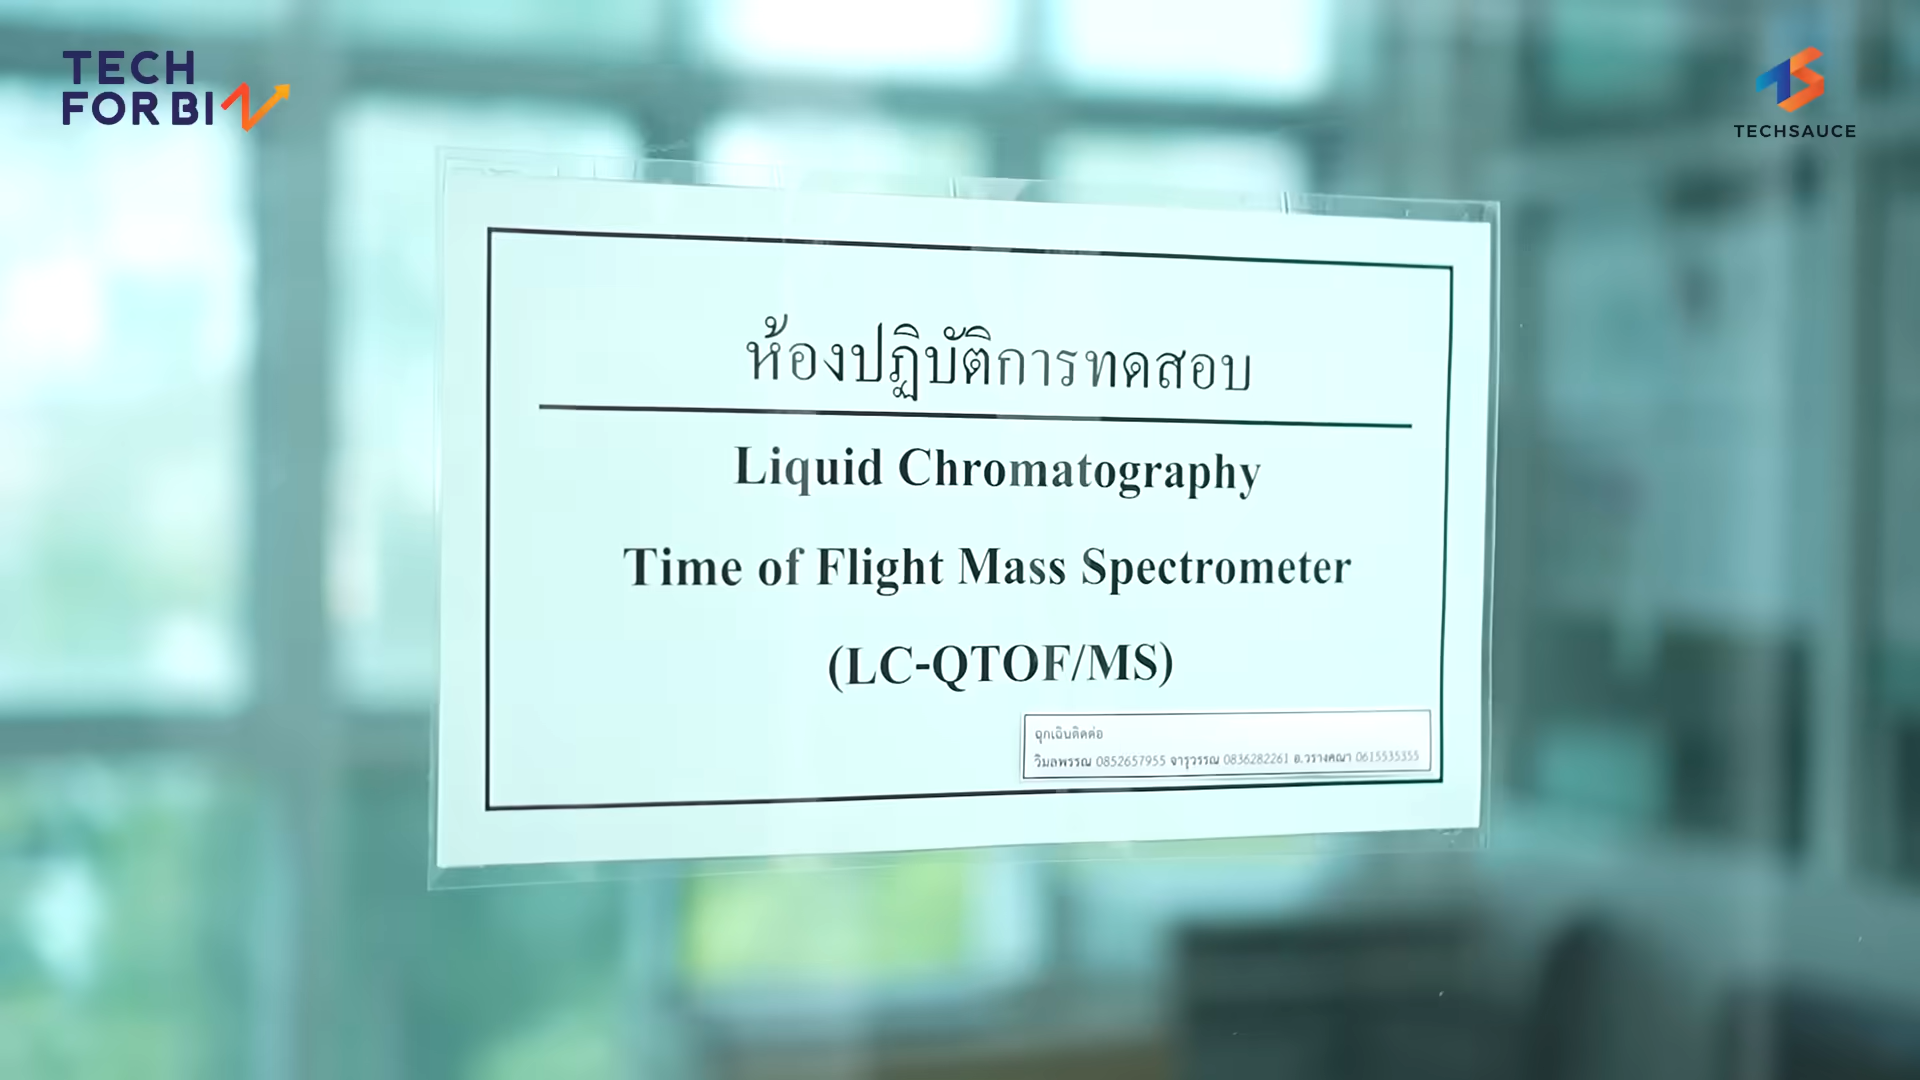 TECH
FOR BIZ
TECHSAUCE
ห้องปฏิบัติการทดสอบ
Liquid Chromatography
Time of Flight Mass Spectrometer
(LC-QTOF/MS)
ฉุกเฉินติดต่อ
วิมลพรรณ 0852657955 จารุวรรณ 0836282261 อ.วรางคณา 0615535355